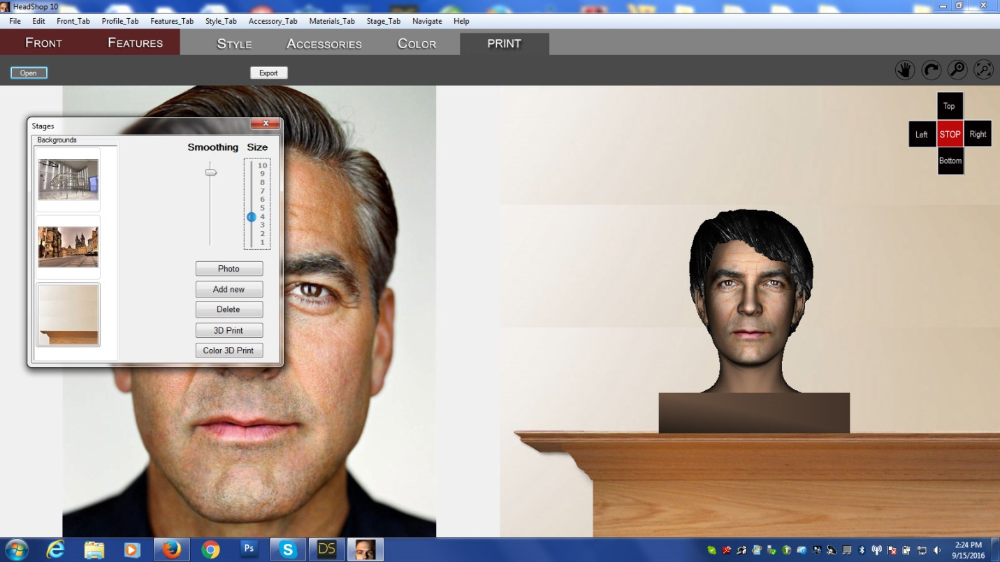 HeadShop 10
File Edit Front_Tab Profile_Tab Features_Tab Style_Tab Accessory_Tab Materials_Tab Stage_Tab Navigate Help
FRONT FEATURES STYLE ACCESSORIES COLOR PRINT
Open Export
Top
Left STOP Right
Bottom
Stages
Backgrounds
Smoothing Size
10
9
8
7
6
5
4
3
2
1
Photo
Add new
Delete
3D Print
Color 3D Print
Ps
S
DS
2:24 PM
9/15/2016